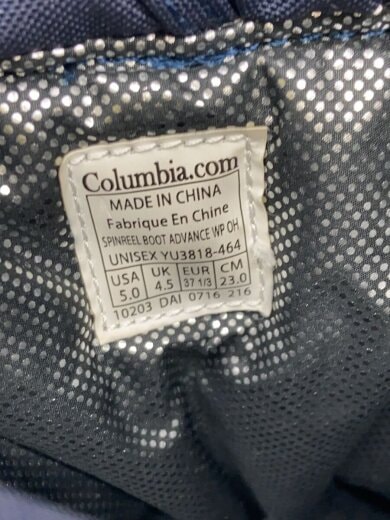 Columbia.com
MADE IN CHINA
Fabrique En Chine
SPINREEL BOOT ADVANCE WP OH
UNISEX YU3818-464
USA UK EUR CM
5.0 4.5 37 1/3 23.0
10203 DAI 0716 216